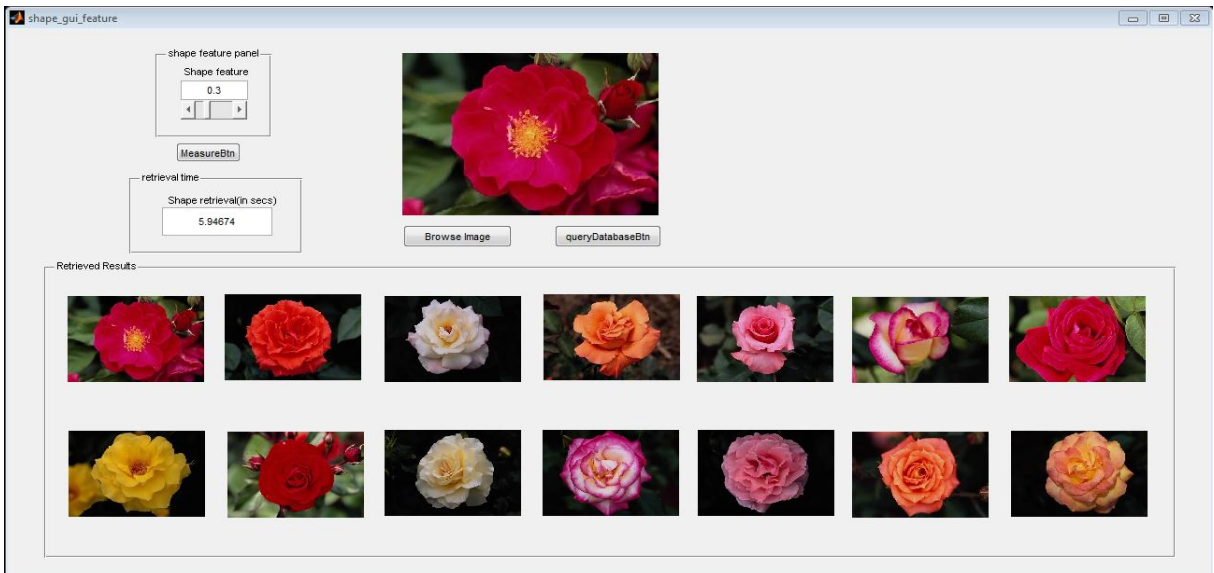 shape_gui_feature
shape feature panel
Shape feature
0.3
MeasureBtn
retrieval time
Shape retrieval(in secs)
5.94674
Browse Image
queryDatabaseBtn
Retrieved Results